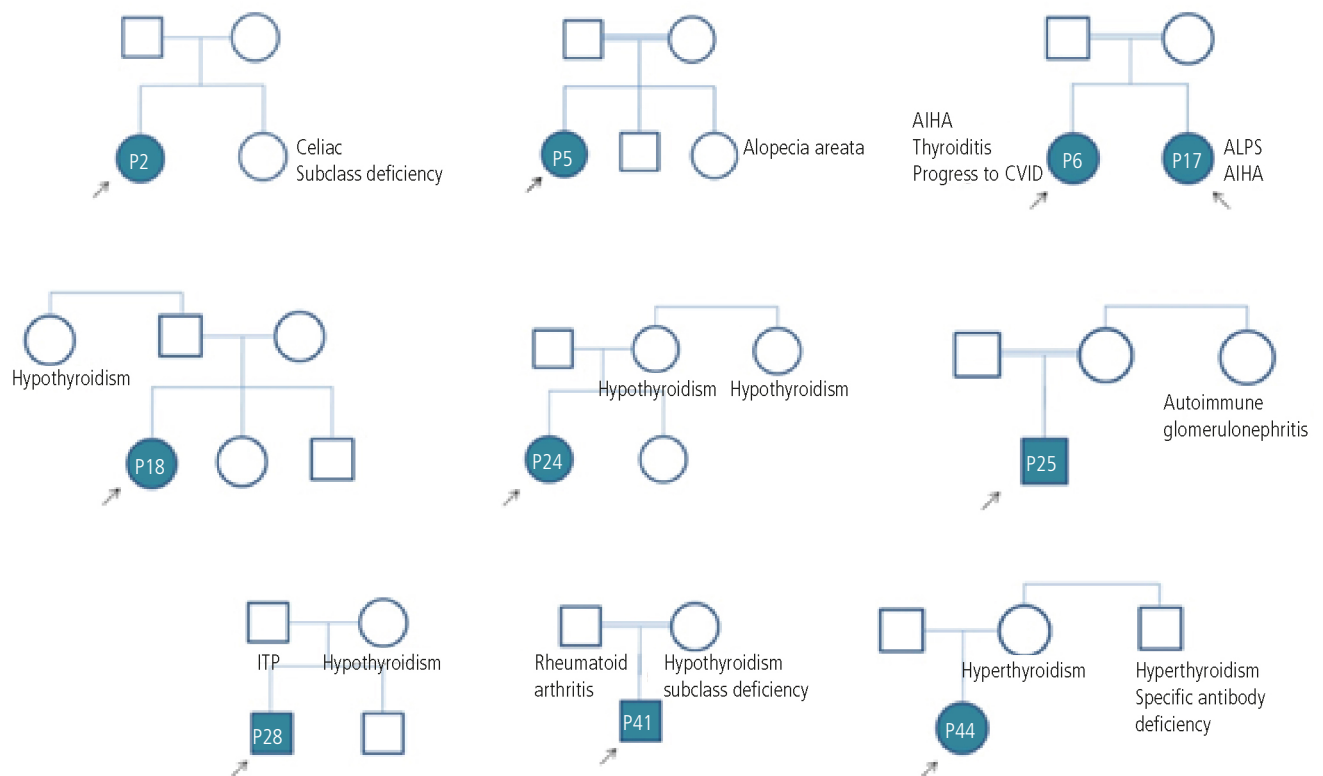 P2
Celiac
Subclass deficiency
P5
Alopecia areata
AIHA
Thyroiditis
Progress to CVID
P6
P17
ALPS
AIHA
Hypothyroidism
P18
Hypothyroidism
Hypothyroidism
P24
Autoimmune
glomerulonephritis
P25
ITP
Hypothyroidism
P28
Rheumatoid
arthritis
Hypothyroidism
subclass deficiency
P41
Hyperthyroidism
Hyperthyroidism
Specific antibody
deficiency
P44